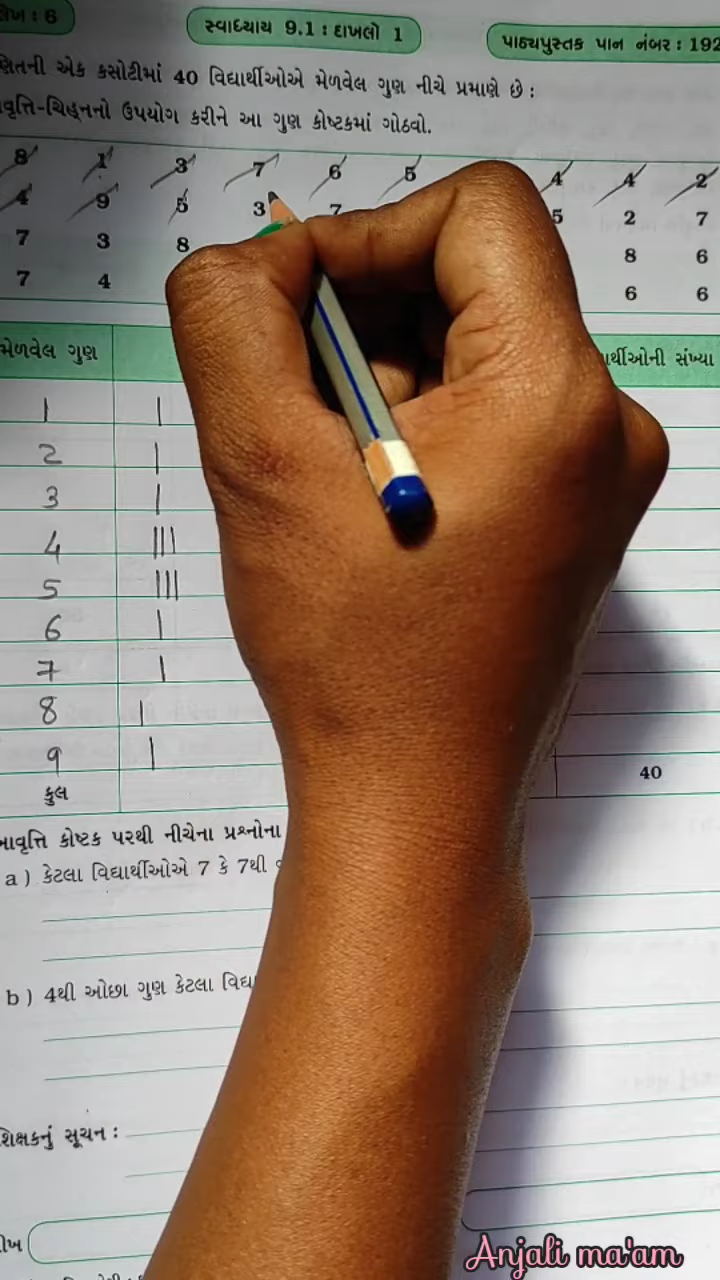 લેખ : 6 સ્વાધ્યાય 9.1 : દાખલો 1 પાઠ્યપુસ્તક પાન નંબર : 192
એક કસોટીમાં 40 વિદ્યાર્થીઓએ મેળવેલ ગુણ નીચે પ્રમાણે છે :
ઉપયોગ કરીને આ ગુણ કોષ્ટકમાં ગોઠવો.
8 1 3 7 6 5 4 4 2
4 9 5 3 7 5 2 7
7 3 8 8 6
7 4 6 6
મેળવેલ ગુણ સંખ્યા
1 |
2 |
3 |
4 |||
5 |||
6 |
7 |
8 |
9 |
કુલ 40
કોષ્ટક પરથી નીચેના પ્રશ્નોના
a ) કેટલા વિદ્યાર્થીઓએ 7 કે 7થી
b ) 4થી ઓછા ગુણ કેટલા
શિક્ષકનું સૂચન :
Anjali ma'am